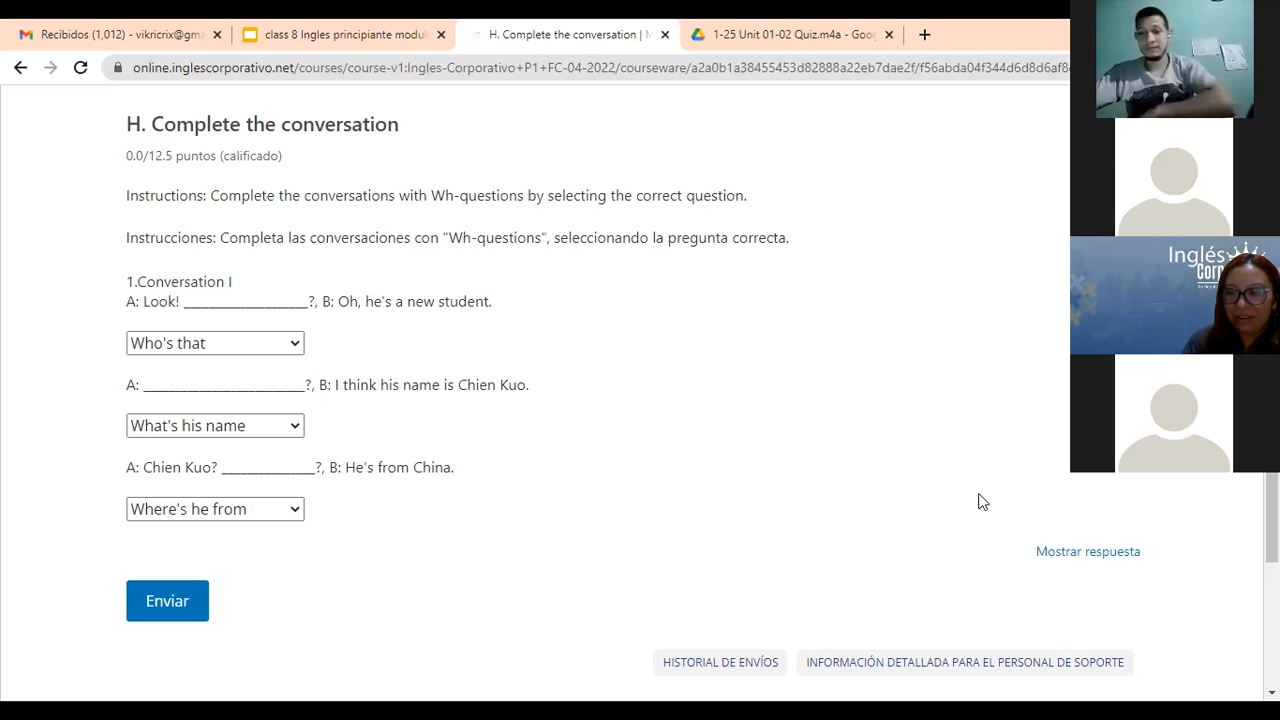 Recibidos (1,012) - vikricrix@gma
class 8 Ingles principiante modul
H. Complete the conversation | M
1-25 Unit 01-02 Quiz.m4a - Goo
online.inglescorporativo.net/courses/course-v1:Ingles-Corporativo+P1+FC-04-2022/courseware/a2a0b1a38455453d82888a22eb7dae2f/f56abda04f344d6d8d6af8
H. Complete the conversation
0.0/12.5 puntos (calificado)
Instructions: Complete the conversations with Wh-questions by selecting the correct question.
Instrucciones: Completa las conversaciones con "Wh-questions", seleccionando la pregunta correcta.
1.Conversation I
A: Look! __________________?, B: Oh, he's a new student.
Who's that
A: _______________________?, B: I think his name is Chien Kuo.
What's his name
A: Chien Kuo? _____________?, B: He's from China.
Where's he from
Mostrar respuesta
Enviar
HISTORIAL DE ENVÍOS
INFORMACIÓN DETALLADA PARA EL PERSONAL DE SOPORTE
Inglés